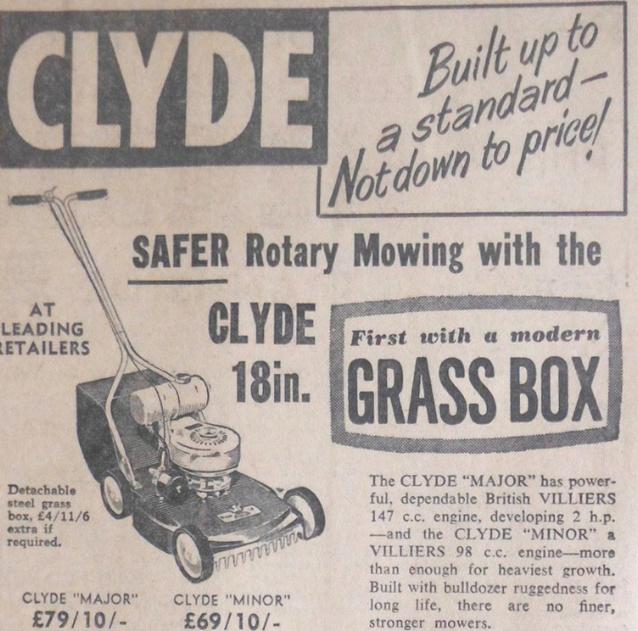 CLYDE
Built up to
a standard—
Not down to price!
SAFER Rotary Mowing with the
AT
LEADING
RETAILERS
CLYDE
18in.
First with a modern
GRASS BOX
Detachable
steel grass
box, £4/11/6
extra if
required.
CLYDE "MAJOR"
£79/10/-
CLYDE "MINOR"
£69/10/-
The CLYDE "MAJOR" has power-
ful, dependable British VILLIERS
147 c.c. engine, developing 2 h.p.
—and the CLYDE "MINOR" a
VILLIERS 98 c.c. engine—more
than enough for heaviest growth.
Built with bulldozer ruggedness for
long life, there are no finer,
stronger mowers.